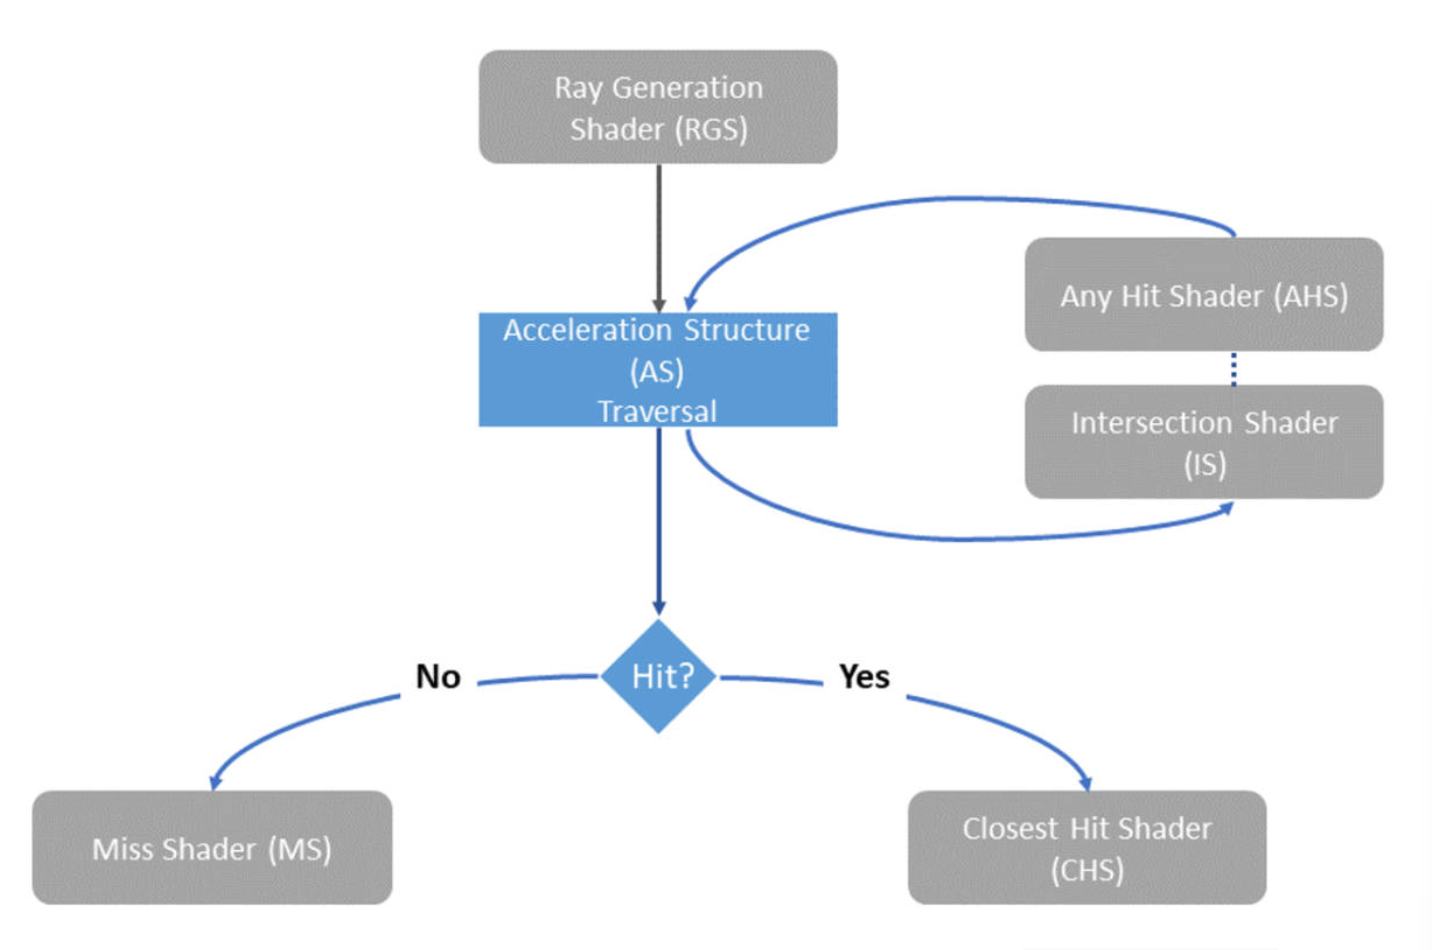 Ray Generation
Shader (RGS)
Any Hit Shader (AHS)
Acceleration Structure
(AS)
Traversal
Intersection Shader
(IS)
Hit?
No
Yes
Miss Shader (MS)
Closest Hit Shader
(CHS)